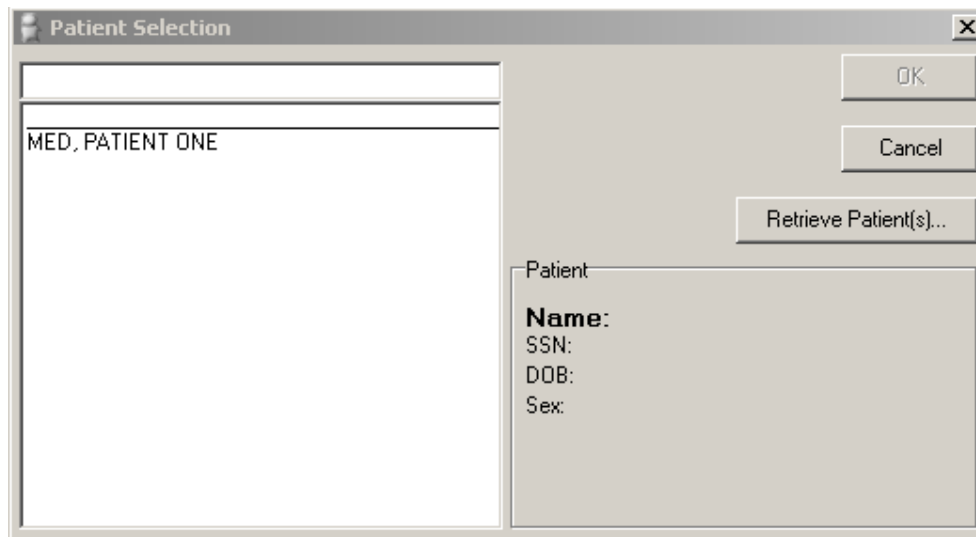 Patient Selection
OK
MED, PATIENT ONE
Cancel
Retrieve Patient(s)...
Patient
Name:
SSN:
DOB:
Sex: